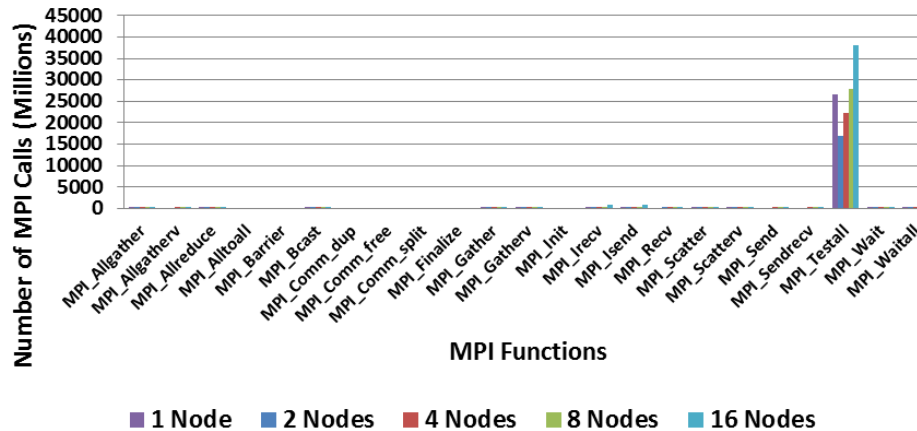 Number of MPI Calls (Millions)
45000
40000
35000
30000
25000
20000
15000
10000
5000
0
MPI_Allgather
MPI_Allgatherv
MPI_Allreduce
MPI_Alltoall
MPI_Barrier
MPI_Bcast
MPI_Comm_dup
MPI_Comm_free
MPI_Comm_split
MPI_Finalize
MPI_Gather
MPI_Gatherv
MPI_Init
MPI_Irecv
MPI_Isend
MPI_Recv
MPI_Scatter
MPI_Scatterv
MPI_Send
MPI_Sendrecv
MPI_Testall
MPI_Wait
MPI_Waitall
MPI Functions
1 Node 2 Nodes 4 Nodes 8 Nodes 16 Nodes